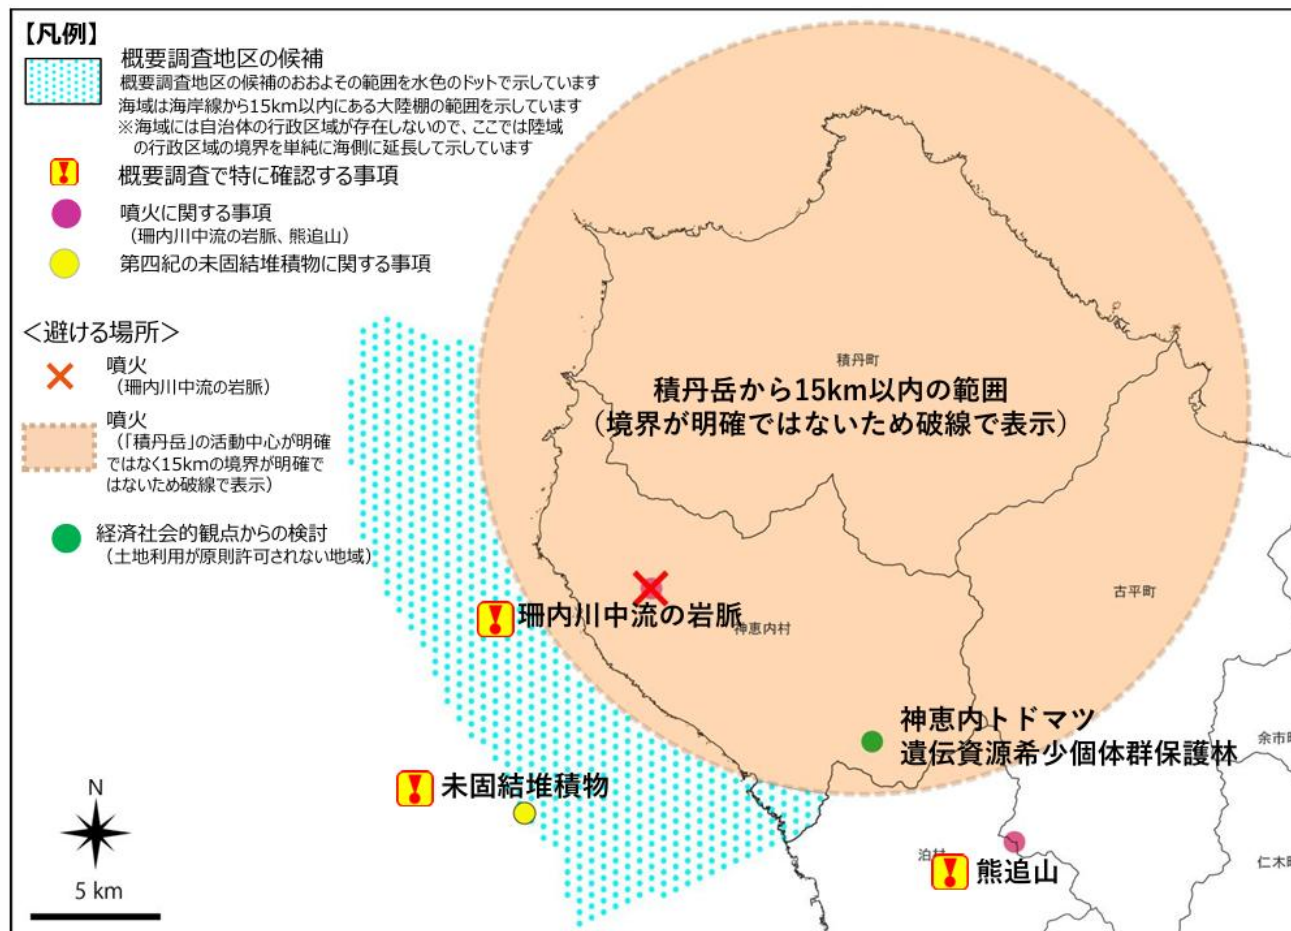 【凡例】
概要調査地区の候補
概要調査地区の候補のおおよその範囲を水色のドットで示しています
海域は海岸線から15km以内にある大陸棚の範囲を示しています
※海域には自治体の行政区域が存在しないので、ここでは陸域
の行政区域の境界を単純に海側に延長して示しています
概要調査で特に確認する事項
噴火に関する事項
（珊内川中流の岩脈、熊追山）
第四紀の未固結堆積物に関する事項
＜避ける場所＞
噴火
（珊内川中流の岩脈）
噴火
（「積丹岳」の活動中心が明確
ではなく15kmの境界が明確で
はないため破線で表示）
経済社会的観点からの検討
（土地利用が原則許可されない地域）
積丹町
積丹岳から15km以内の範囲
（境界が明確ではないため破線で表示）
古平町
珊内川中流の岩脈
神恵内村
神恵内トドマツ
遺伝資源希少個体群保護林
余市町
未固結堆積物
泊村
熊追山
仁木町
N
5 km